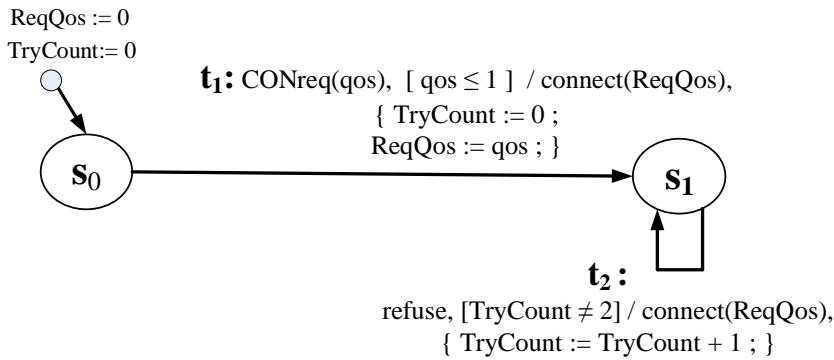 ReqQos := 0
TryCount:= 0
t₁: CONreq(qos), [ qos ≤ 1 ] / connect(ReqQos),
{ TryCount := 0 ;
ReqQos := qos ; }
s₀
s₁
t₂ :
refuse, [TryCount ≠ 2] / connect(ReqQos),
{ TryCount := TryCount + 1 ; }